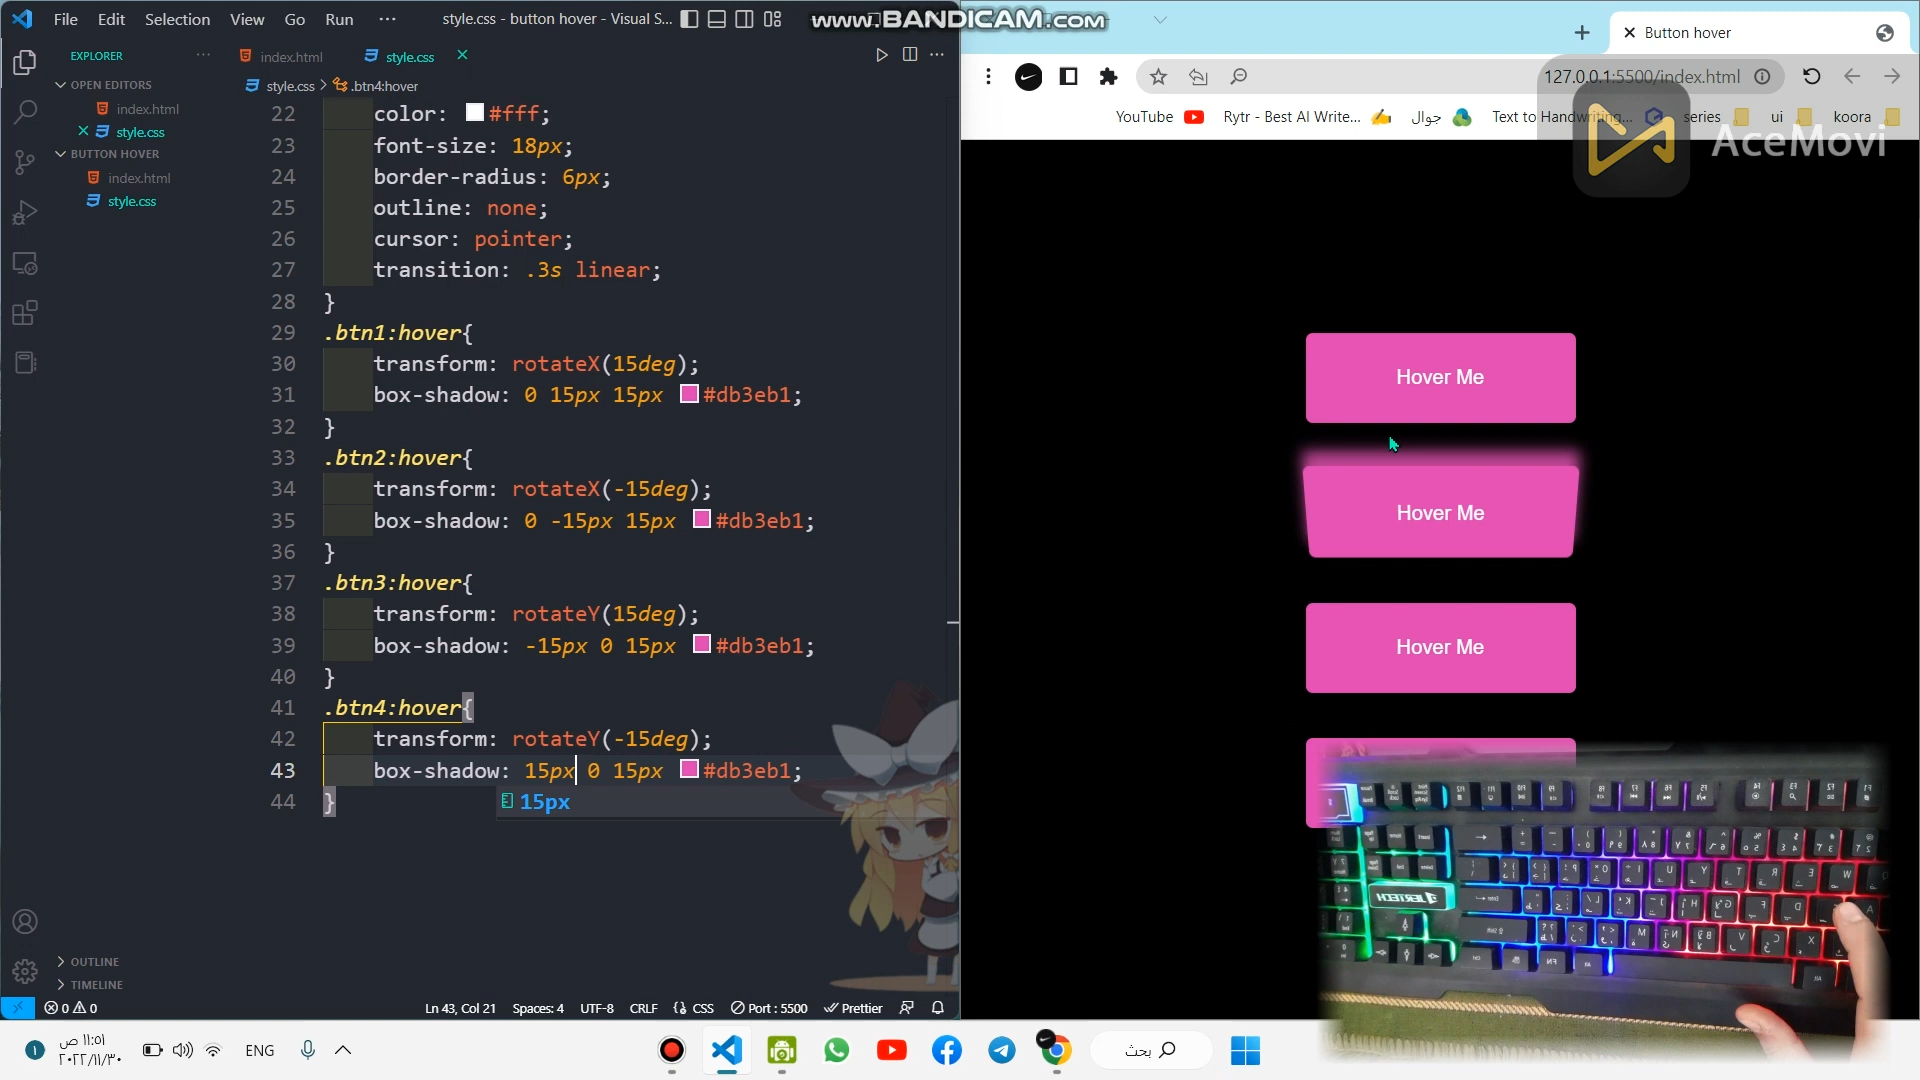 File Edit Selection View Go Run ··· style.css - button hover - Visual S...
www.BANDICAM.com
EXPLORER
OPEN EDITORS
index.html
style.css
BUTTON HOVER
index.html
style.css
OUTLINE
TIMELINE
index.html style.css
style.css > .btn4:hover
22 color: #fff;
23 font-size: 18px;
24 border-radius: 6px;
25 outline: none;
26 cursor: pointer;
27 transition: .3s linear;
28 }
29 .btn1:hover{
30 transform: rotateX(15deg);
31 box-shadow: 0 15px 15px #db3eb1;
32 }
33 .btn2:hover{
34 transform: rotateX(-15deg);
35 box-shadow: 0 -15px 15px #db3eb1;
36 }
37 .btn3:hover{
38 transform: rotateY(15deg);
39 box-shadow: -15px 0 15px #db3eb1;
40 }
41 .btn4:hover{
42 transform: rotateY(-15deg);
43 box-shadow: 15px 0 15px #db3eb1;
44 }
15px
0 0 Ln 43, Col 21 Spaces: 4 UTF-8 CRLF {} CSS Port : 5500 Prettier
Button hover
127.0.0.1:5500/index.html
YouTube Rytr - Best AI Write... جوال Text to Handwriting... series ui koora
AceMovi
Hover Me
Hover Me
Hover Me
١١:٥١ ص
٢٠٢٢/١١/٣٠
ENG
بحث